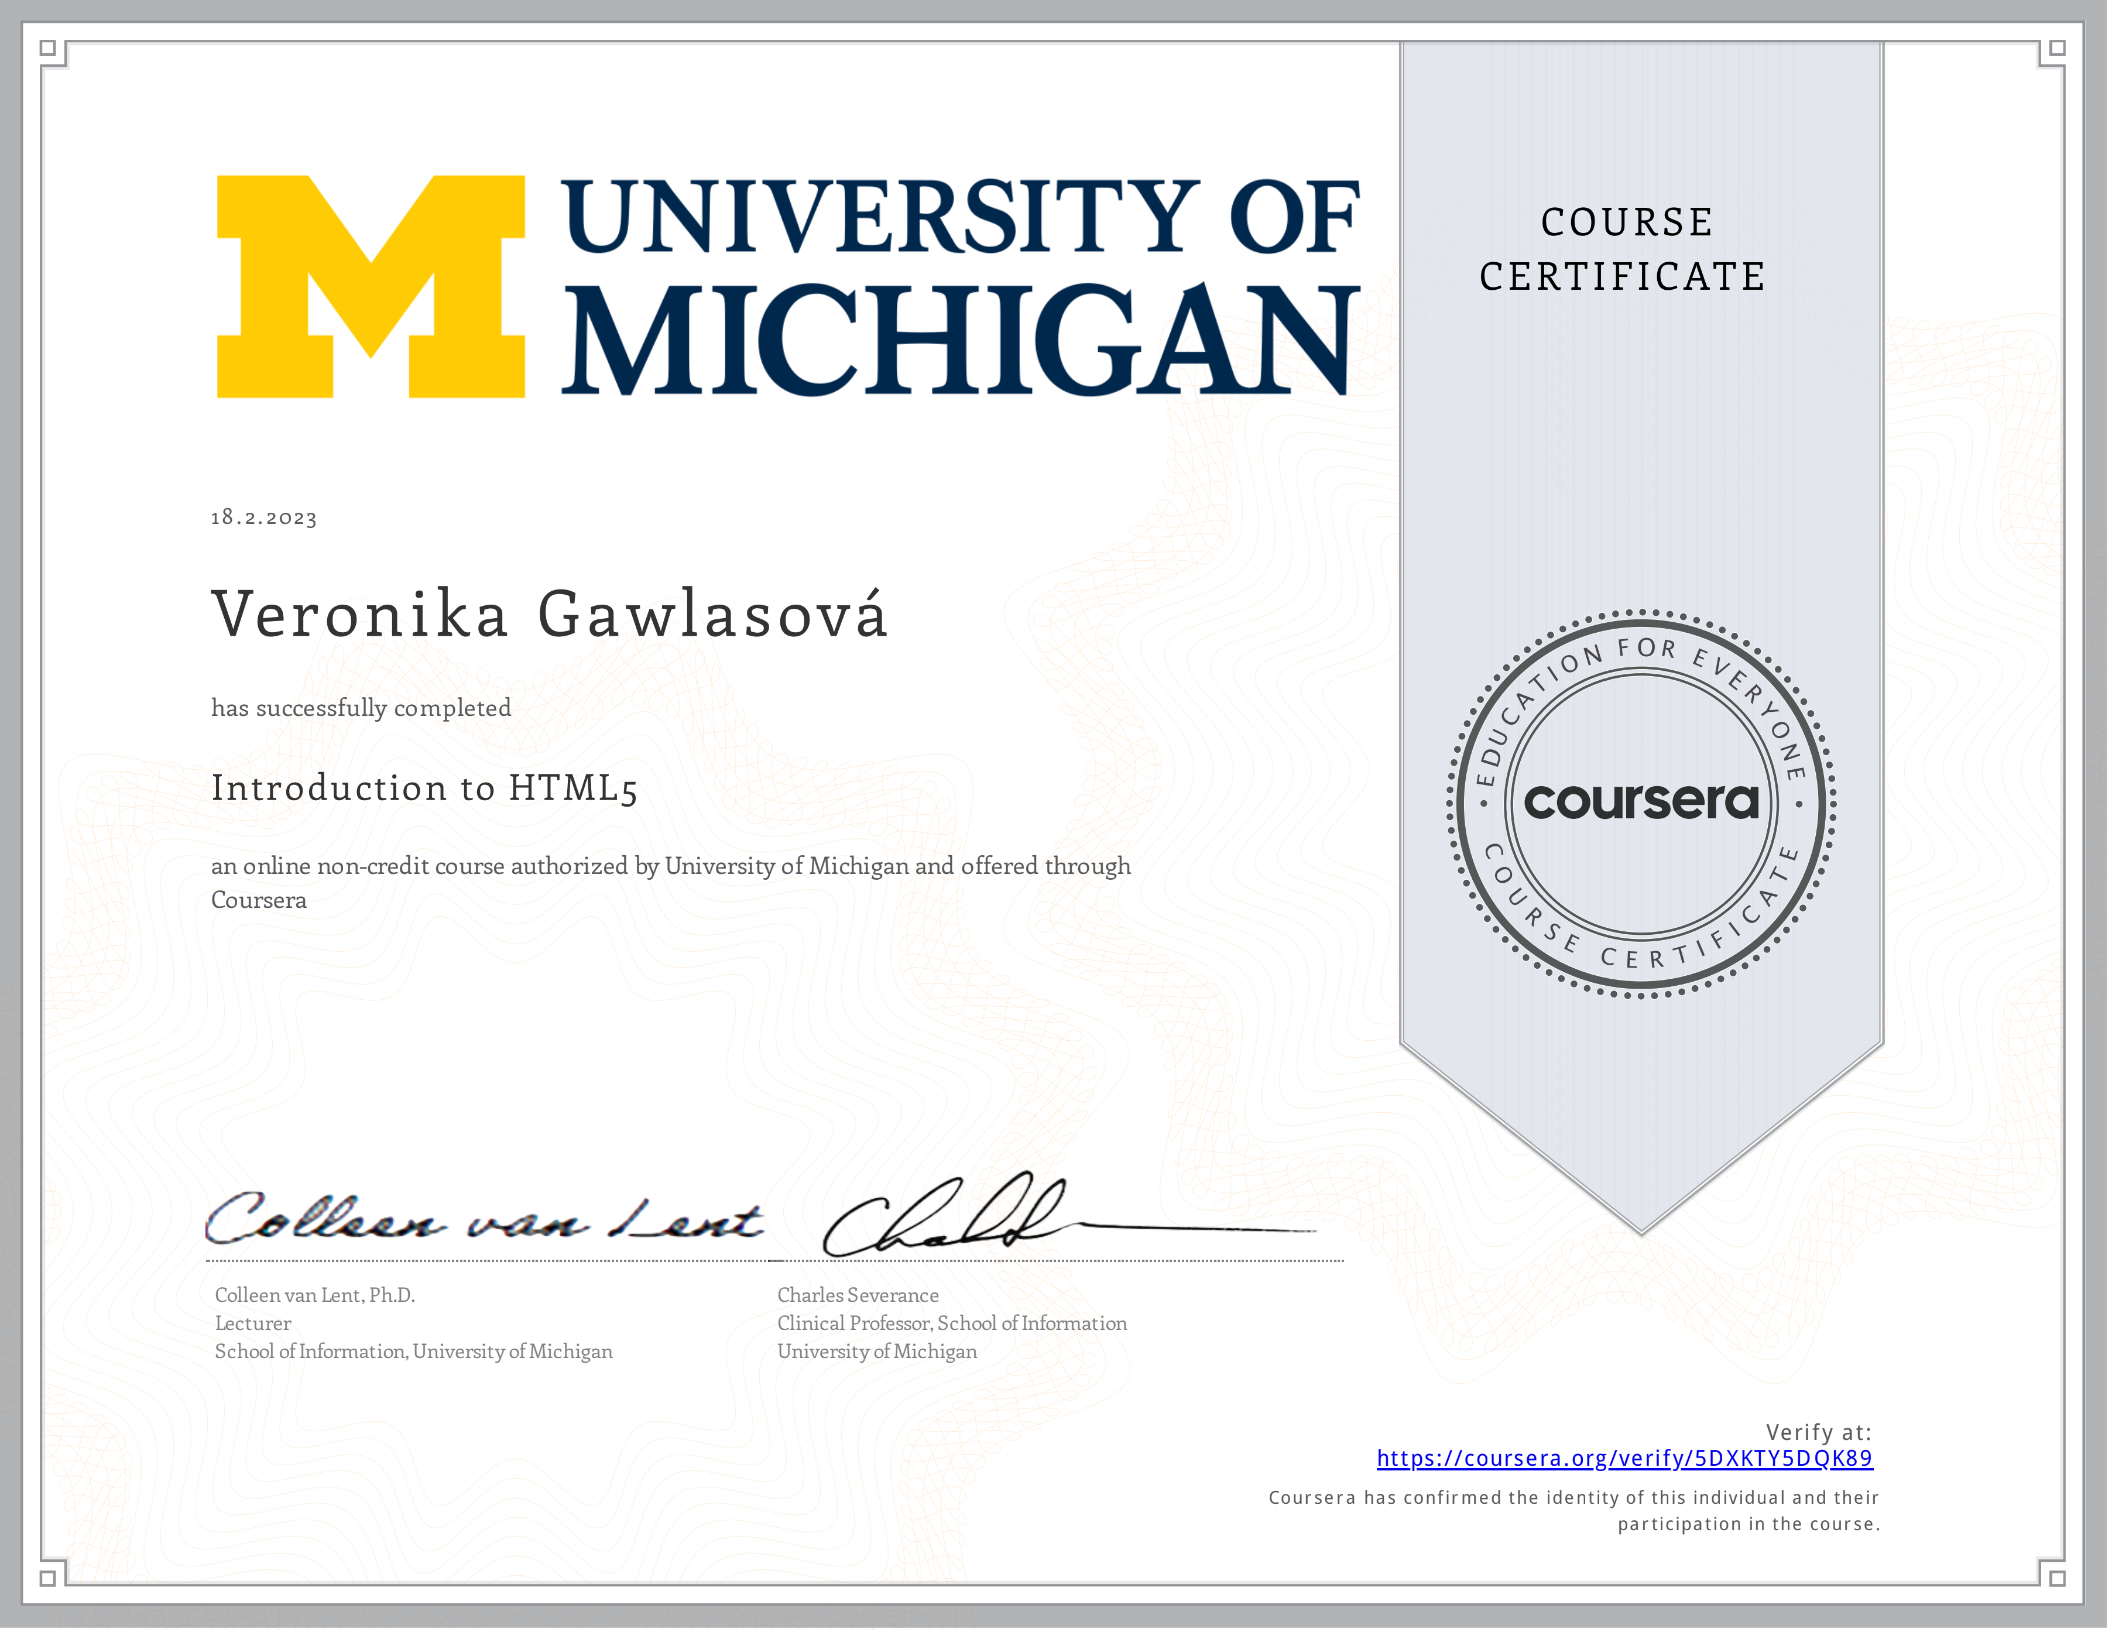 UNIVERSITY OF
MICHIGAN
COURSE
CERTIFICATE
18.2.2023
Veronika Gawlasová
has successfully completed
Introduction to HTML5
an online non-credit course authorized by University of Michigan and offered through
Coursera
EDUCATION FOR EVERYONE
coursera
COURSE CERTIFICATE
Colleen van Lent
Colleen van Lent, Ph.D.
Lecturer
School of Information, University of Michigan
Charles Severance
Clinical Professor, School of Information
University of Michigan
Verify at:
https://coursera.org/verify/5DXKTY5DQK89
Coursera has confirmed the identity of this individual and their
participation in the course.